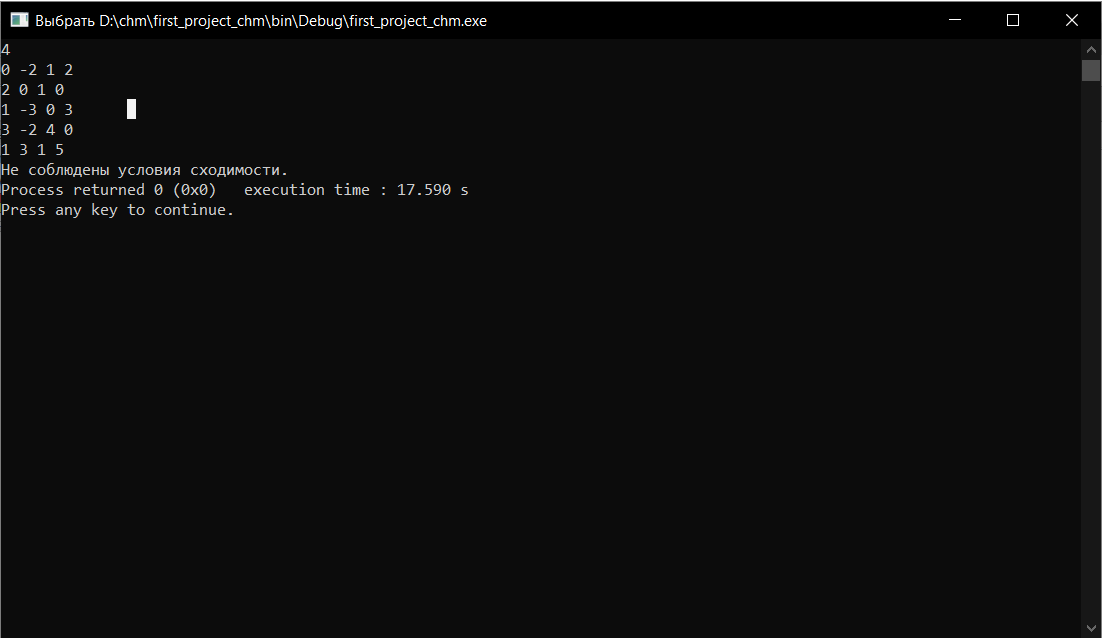 Выбрать D:\chm\first_project_chm\bin\Debug\first_project_chm.exe
4
0 -2 1 2
2 0 1 0
1 -3 0 3
3 -2 4 0
1 3 1 5
Не соблюдены условия сходимости.
Process returned 0 (0x0)   execution time : 17.590 s
Press any key to continue.